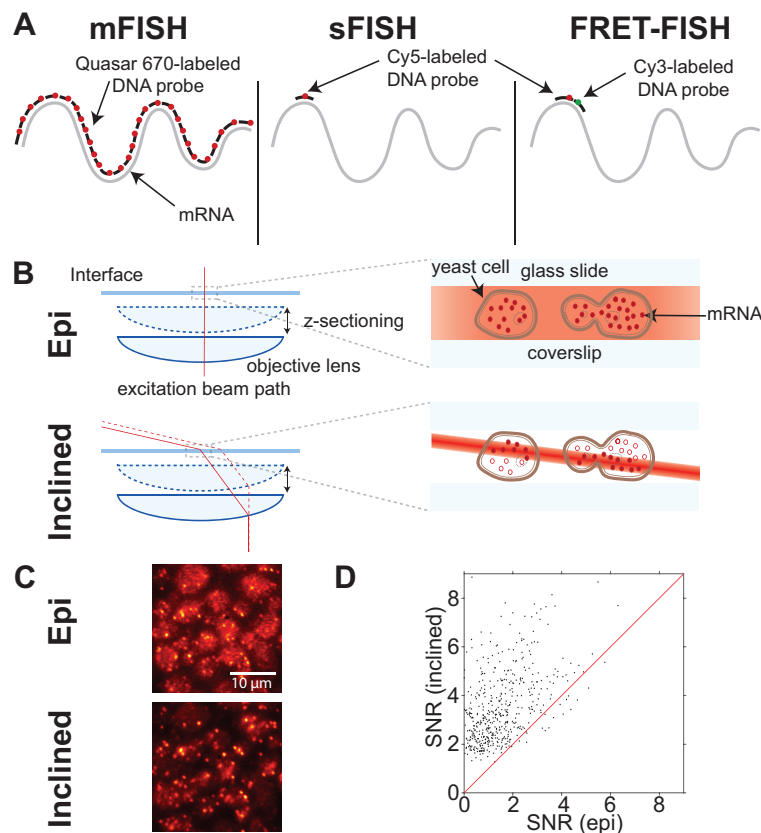 A
mFISH
sFISH
FRET-FISH
Quasar 670-labeled
DNA probe
Cy5-labeled
DNA probe
Cy3-labeled
DNA probe
mRNA
B
Epi
Interface
z-sectioning
objective lens
excitation beam path
yeast cell
glass slide
mRNA
coverslip
Inclined
C
Epi
10 µm
Inclined
D
SNR (inclined)
8
6
4
2
0
0
2
4
6
8
SNR (epi)